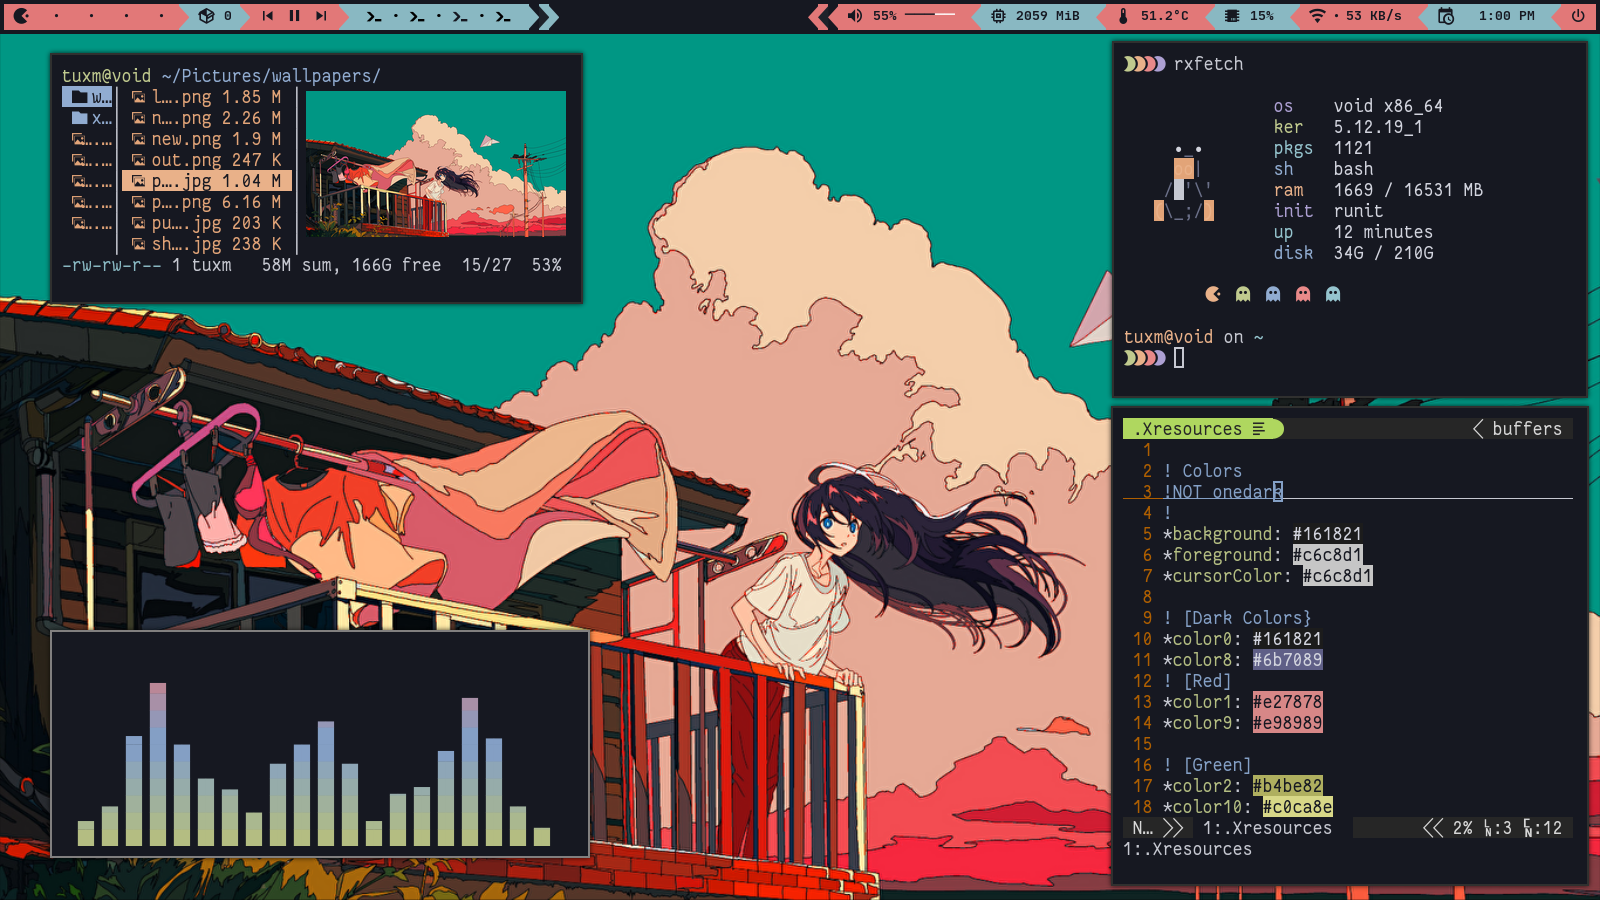 0
55%
2059 MiB
51.2°C
15%
53 KB/s
1:00 PM
tuxm@void ~/Pictures/wallpapers/
w… l….png 1.85 M
x… n….png 2.26 M
new.png 1.9 M
out.png 247 K
p….jpg 1.04 M
p….png 6.16 M
pu….jpg 203 K
sh….jpg 238 K
-rw-rw-r-- 1 tuxm 58M sum, 166G free 15/27 53%
rxfetch
os void x86_64
ker 5.12.19_1
pkgs 1121
sh bash
ram 1669 / 16531 MB
init runit
up 12 minutes
disk 34G / 210G
tuxm@void on ~
.Xresources buffers
1
2 ! Colors
3 !NOT onedark
4 !
5 *background: #161821
6 *foreground: #c6c8d1
7 *cursorColor: #c6c8d1
8
9 ! [Dark Colors}
10 *color0: #161821
11 *color8: #6b7089
12 ! [Red]
13 *color1: #e27878
14 *color9: #e98989
15
16 ! [Green]
17 *color2: #b4be82
18 *color10: #c0ca8e
N… 1:.Xresources 2% LN:3 CN:12
1:.Xresources